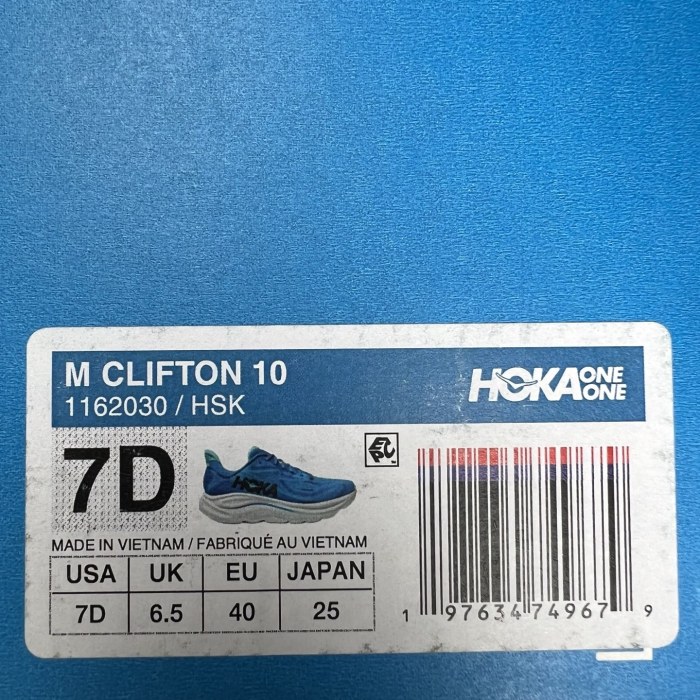 M CLIFTON 10
1162030 / HSK
HOKA ONE ONE
7D
HOKA
MADE IN VIETNAM / FABRIQUÉ AU VIETNAM
USA UK EU JAPAN
7D 6.5 40 25
1 97634 74967 9